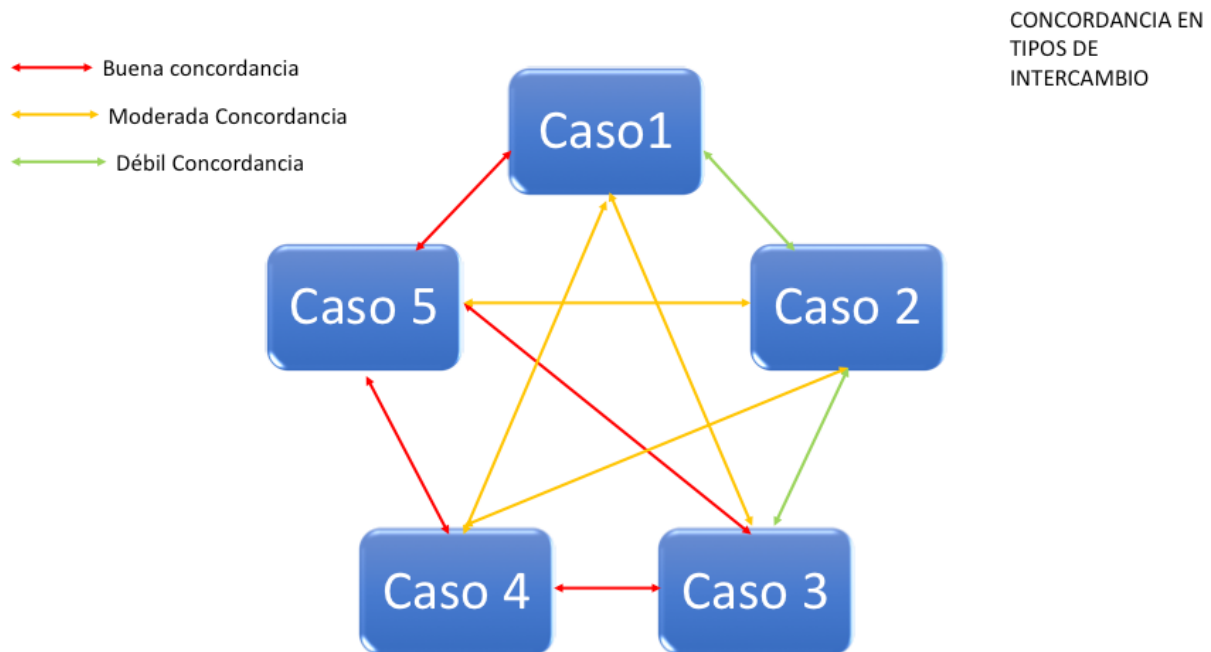 CONCORDANCIA EN
TIPOS DE
INTERCAMBIO
Buena concordancia
Moderada Concordancia
Débil Concordancia
Caso1
Caso 5
Caso 2
Caso 4
Caso 3